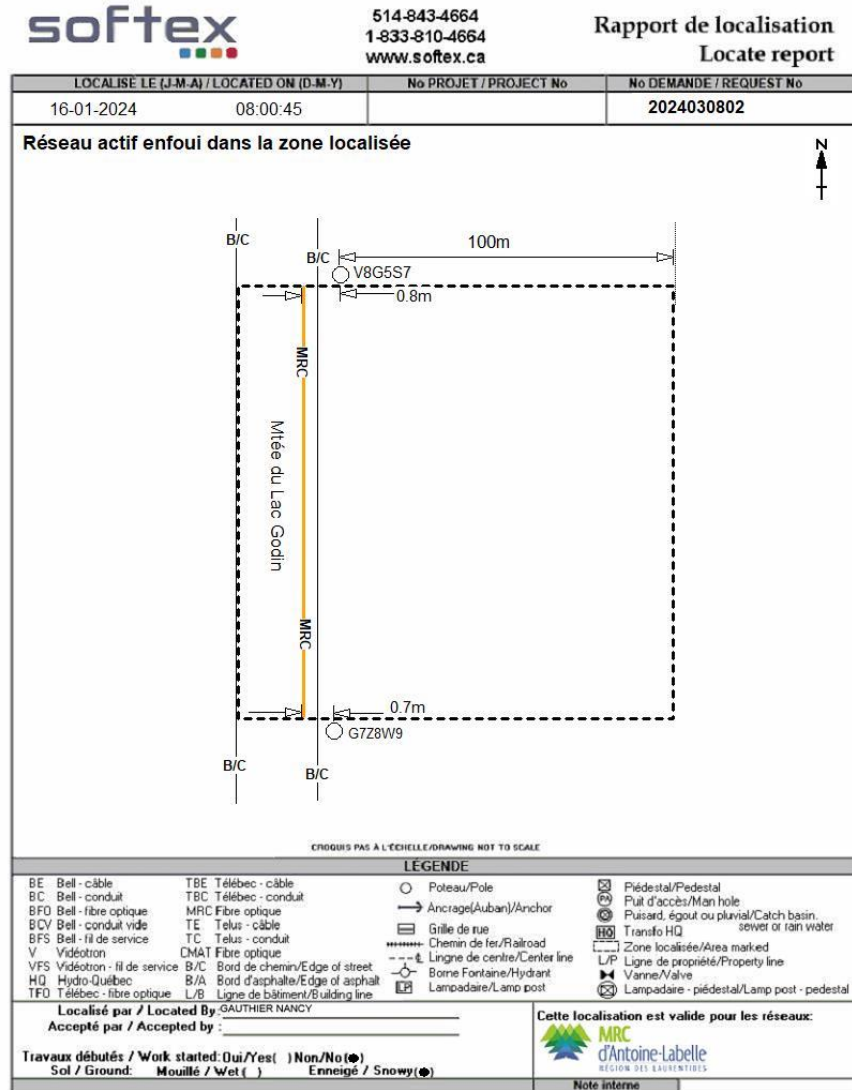 softex
514-843-4664
1-833-810-4664
www.softex.ca
Rapport de localisation
Locate report
LOCALISÉ LE (J-M-A) / LOCATED ON (D-M-Y)
No PROJET / PROJECT No
No DEMANDE / REQUEST No
16-01-2024 08:00:45
2024030802
Réseau actif enfoui dans la zone localisée
N
B/C
B/C
100m
V8G5S7
0.8m
MRC
Mtée du Lac Godin
MRC
0.7m
G7Z8W9
B/C
B/C
CROQUIS PAS À L'ÉCHELLE/DRAWING NOT TO SCALE
LÉGENDE
BE Bell - câble
BC Bell - conduit
BFO Bell - fibre optique
BCV Bell - conduit vide
BFS Bell - fil de service
V Vidéotron
VFS Vidéotron - fil de service
HQ Hydro-Québec
TFO Télébec - fibre optique
TBE Télébec - câble
TBC Télébec - conduit
MRC Fibre optique
TE Telus - câble
TC Telus - conduit
CMAT Fibre optique
B/C Bord de chemin/Edge of street
B/A Bord d'asphalte/Edge of asphalt
L/B Ligne de bâtiment/Building line
Poteau/Pole
Ancrage(Auban)/Anchor
Grille de rue
Chemin de fer/Railroad
Lingne de centre/Center line
Borne Fontaine/Hydrant
LP Lampadaire/Lamp post
Piédestal/Pedestal
PA Puit d'accès/Man hole
Puisard, égout ou pluvial/Catch basin.
sewer or rain water
HQ Transfo HQ
Zone localisée/Area marked
L/P Ligne de propriété/Property line
Vanne/Valve
Lampadaire - piédestal/Lamp post - pedestal
Localisé par / Located By: GAUTHIER NANCY
Accepté par / Accepted by :
Travaux débutés / Work started: Oui/Yes( ) Non/No(●)
Sol / Ground: Mouillé / Wet ( ) Enneigé / Snowy(●)
Cette localisation est valide pour les réseaux:
MRC
d'Antoine-Labelle
RÉGION DES LAURENTIDES
Note interne